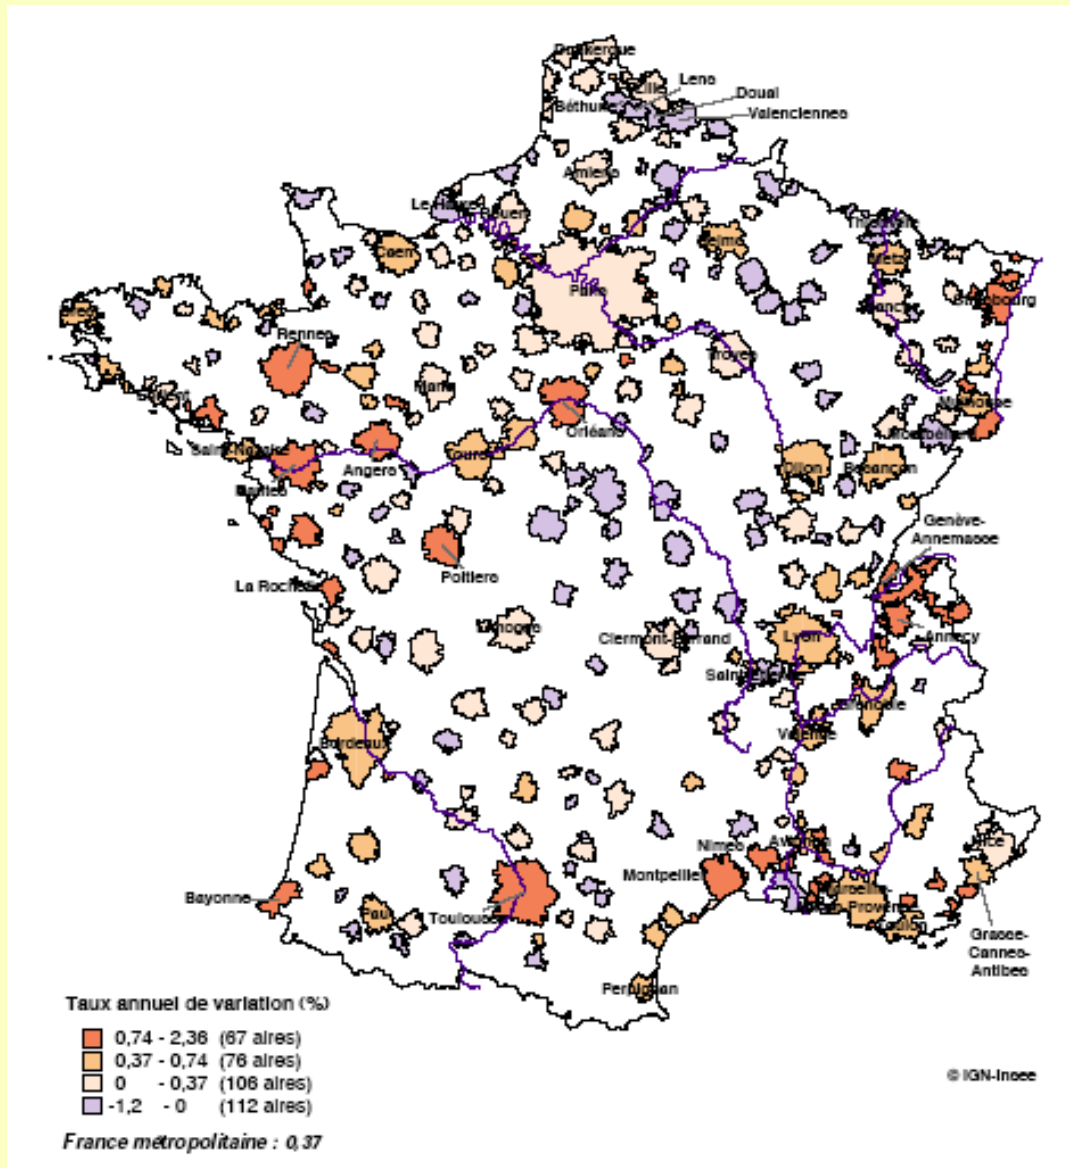 Dunkerque
Lille
Lens
Douai
Béthune
Valenciennes
Amiens
Le Havre
Rouen
Thionville
Caen
Reims
Metz
Paris
Nancy
Strasbourg
Brest
Rennes
Troyes
Le Mans
Lorient
Mulhouse
Orléans
Montbéliard
Saint-Nazaire
Angers
Tours
Dijon
Besançon
Nantes
Genève-
Annemasse
Poitiers
La Rochelle
Limoges
Clermont-Ferrand
Lyon
Annecy
Saint-Etienne
Grenoble
Valence
Bordeaux
Nimes
Avignon
Nice
Montpellier
Bayonne
Marseille-
Aix-en-Provence
Pau
Toulouse
Toulon
Grasse-
Cannes-
Antibes
Perpignan
Taux annuel de variation (%)
0,74 - 2,36 (67 aires)
0,37 - 0,74 (76 aires)
0 - 0,37 (106 aires)
-1,2 - 0 (112 aires)
© IGN-Insee
France métropolitaine : 0,37